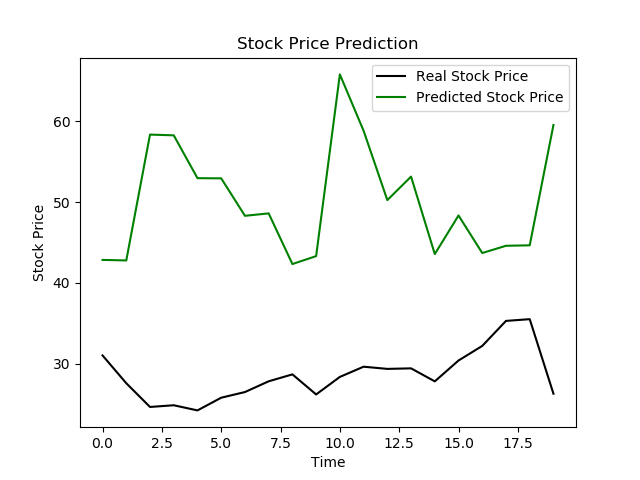 Stock Price Prediction
Real Stock Price
Predicted Stock Price
Stock Price
60
50
40
30
0.0 2.5 5.0 7.5 10.0 12.5 15.0 17.5
Time